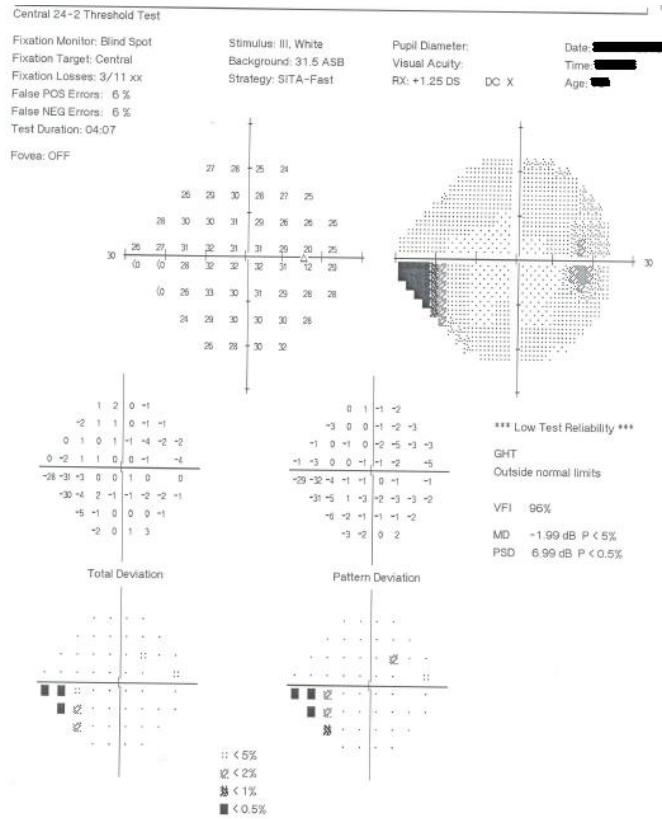 Central 24-2 Threshold Test
Fixation Monitor: Blind Spot
Fixation Target: Central
Fixation Losses: 3/11 xx
False POS Errors: 6 %
False NEG Errors: 6 %
Test Duration: 04:07
Fovea: OFF
Stimulus: III, White
Background: 31.5 ASB
Strategy: SITA-Fast
Pupil Diameter:
Visual Acuity:
RX: +1.25 DS DC X
Date:
Time:
Age:
27 26 25 24
26 29 30 28 27 25
28 30 30 31 29 26 26 26
30 26 27 31 32 31 31 29 20 25 30
(0 (0 28 32 32 32 31 12 29
(0 26 33 30 31 29 28 28
24 29 30 30 30 28
26 28 30 32
1 2 0 -1
-2 1 1 0 -1 -2
0 1 0 1 -1 -4 -2 -2
0 -2 1 1 0 0 -1 -4
-28 -31 -3 0 0 1 0 0
-30 -4 2 -1 -1 -2 -2 -1
-5 -1 0 0 0 -1
-2 0 1 3
0 1 -1 -2
-3 0 0 -1 -2 -3
-1 0 -1 0 -2 -5 -3 -3
-1 -3 0 0 -1 -1 -2 -5
-29 -32 -4 -1 -1 0 -1 -1
-31 -5 1 -3 -2 -3 -3 -2
-6 -2 -1 -1 -1 -2
-3 -2 0 2
*** Low Test Reliability ***
GHT
Outside normal limits
VFI 96%
MD -1.99 dB P < 5%
PSD 6.99 dB P < 0.5%
Total Deviation
Pattern Deviation
< 5%
< 2%
< 1%
< 0.5%